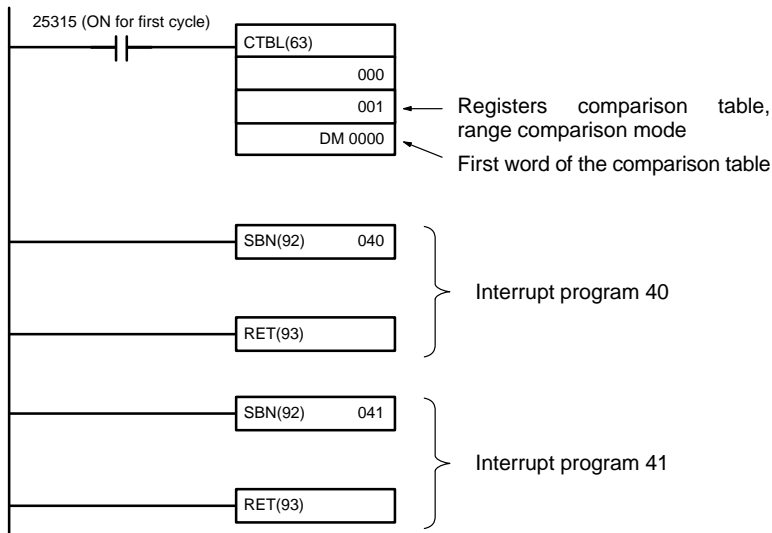 25315 (ON for first cycle)
CTBL(63)
000
001
DM 0000
Registers comparison table,
range comparison mode
First word of the comparison table
SBN(92) 040
Interrupt program 40
RET(93)
SBN(92) 041
Interrupt program 41
RET(93)